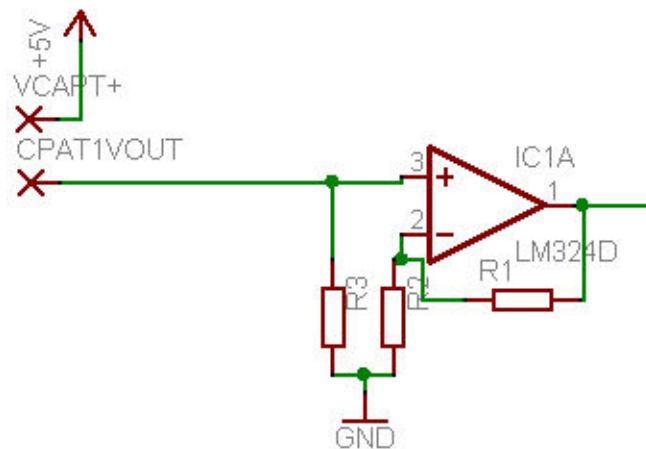 +5V
VCAPT+
CPAT1VOUT
IC1A
3
+
1
2
-
LM324D
R1
R3
R2
GND